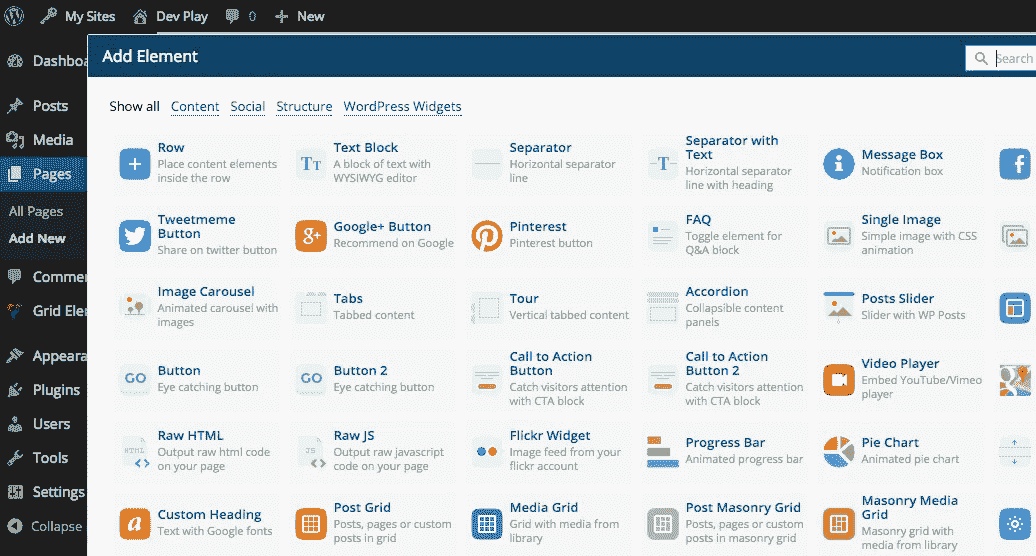 My Sites Dev Play 0 New
Add Element
Search
Show all Content Social Structure WordPress Widgets
Dashboa
Posts
Media
Pages
All Pages
Add New
Commer
Grid Ele
Appeara
Plugins
Users
Tools
Settings
Collapse
Row
Place content elements
inside the row
Text Block
A block of text with
WYSIWYG editor
Separator
Horizontal separator
line
Separator with
Text
Horizontal separator
line with heading
Message Box
Notification box
Tweetmeme
Button
Share on twitter button
Google+ Button
Recommend on Google
Pinterest
Pinterest button
FAQ
Toggle element for
Q&A block
Single Image
Simple image with CSS
animation
Image Carousel
Animated carousel with
images
Tabs
Tabbed content
Tour
Vertical tabbed content
Accordion
Collapsible content
panels
Posts Slider
Slider with WP Posts
GO
Button
Eye catching button
GO
Button 2
Eye catching button
Call to Action
Button
Catch visitors attention
with CTA block
Call to Action
Button 2
Catch visitors attention
with CTA block
Video Player
Embed YouTube/Vimeo
player
HTML
Raw HTML
Output raw html code
on your page
JS
Raw JS
Output raw javascript
code on your page
Flickr Widget
Image feed from your
flickr account
Progress Bar
Animated progress bar
Pie Chart
Animated pie chart
Custom Heading
Text with Google fonts
Post Grid
Posts, pages or custom
posts in grid
Media Grid
Grid with media from
library
Post Masonry Grid
Posts, pages or custom
posts in masonry grid
Masonry Media
Grid
Masonry grid with
media from library